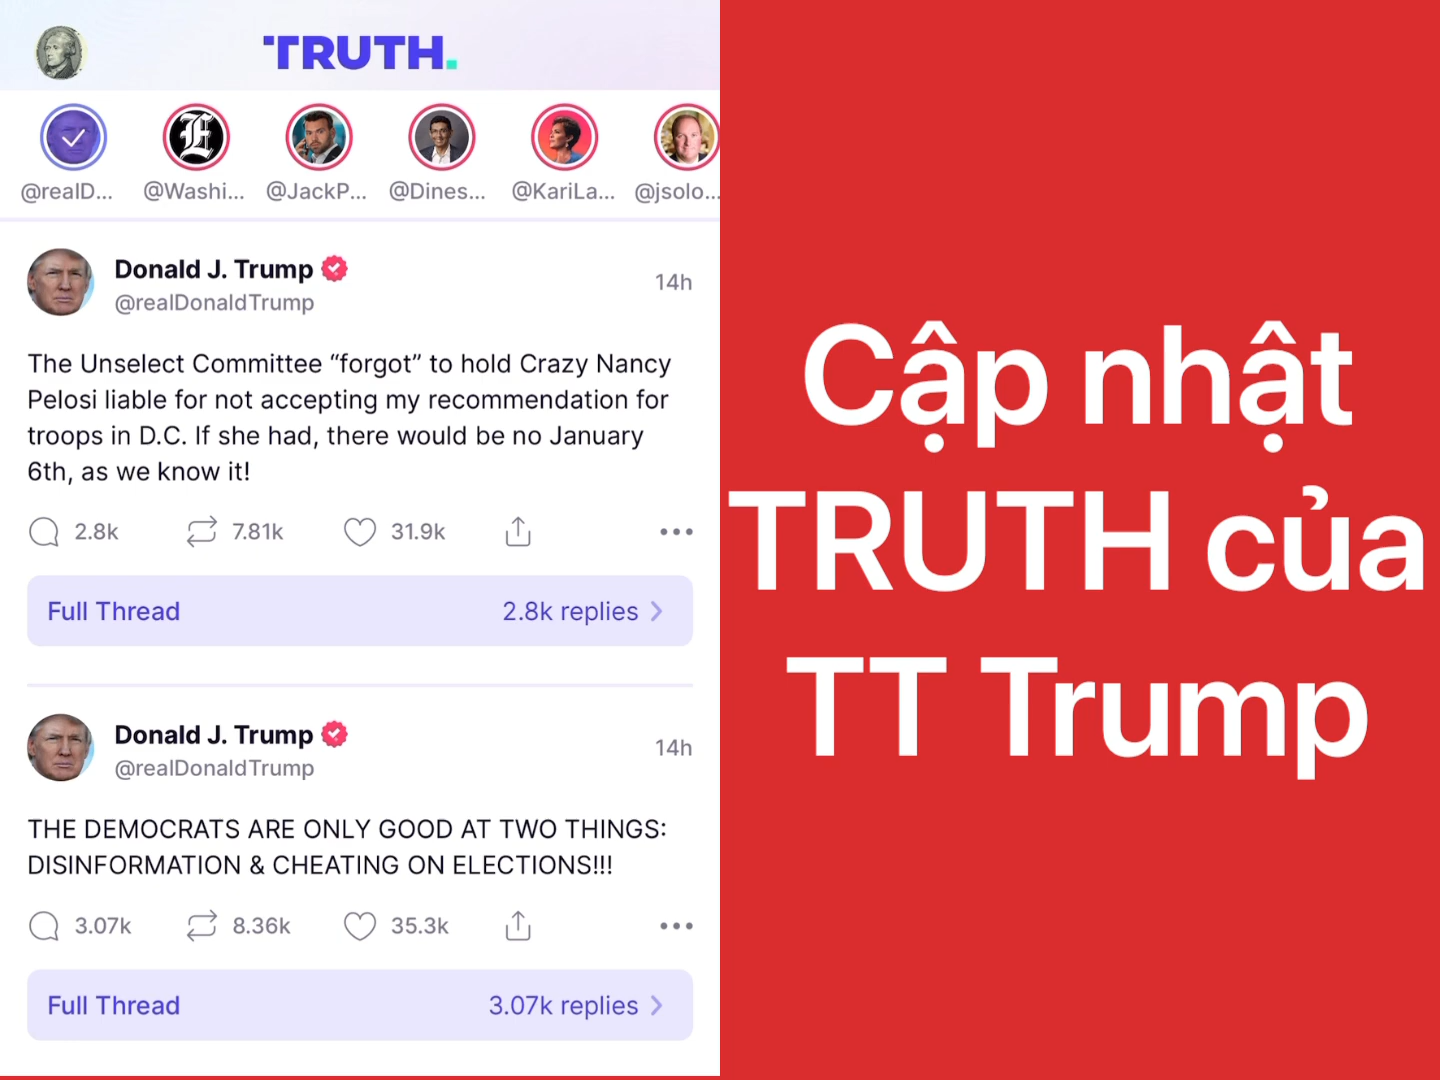 TRUTH.
@realD...
@Washi...
@JackP...
@Dines...
@KariLa...
@jsolo...
Donald J. Trump
14h
@realDonaldTrump
The Unselect Committee “forgot” to hold Crazy Nancy
Pelosi liable for not accepting my recommendation for
troops in D.C. If she had, there would be no January
6th, as we know it!
2.8k
7.81k
31.9k
Full Thread
2.8k replies
Donald J. Trump
14h
@realDonaldTrump
THE DEMOCRATS ARE ONLY GOOD AT TWO THINGS:
DISINFORMATION & CHEATING ON ELECTIONS!!!
3.07k
8.36k
35.3k
Full Thread
3.07k replies
Cập nhật
TRUTH của
TT Trump